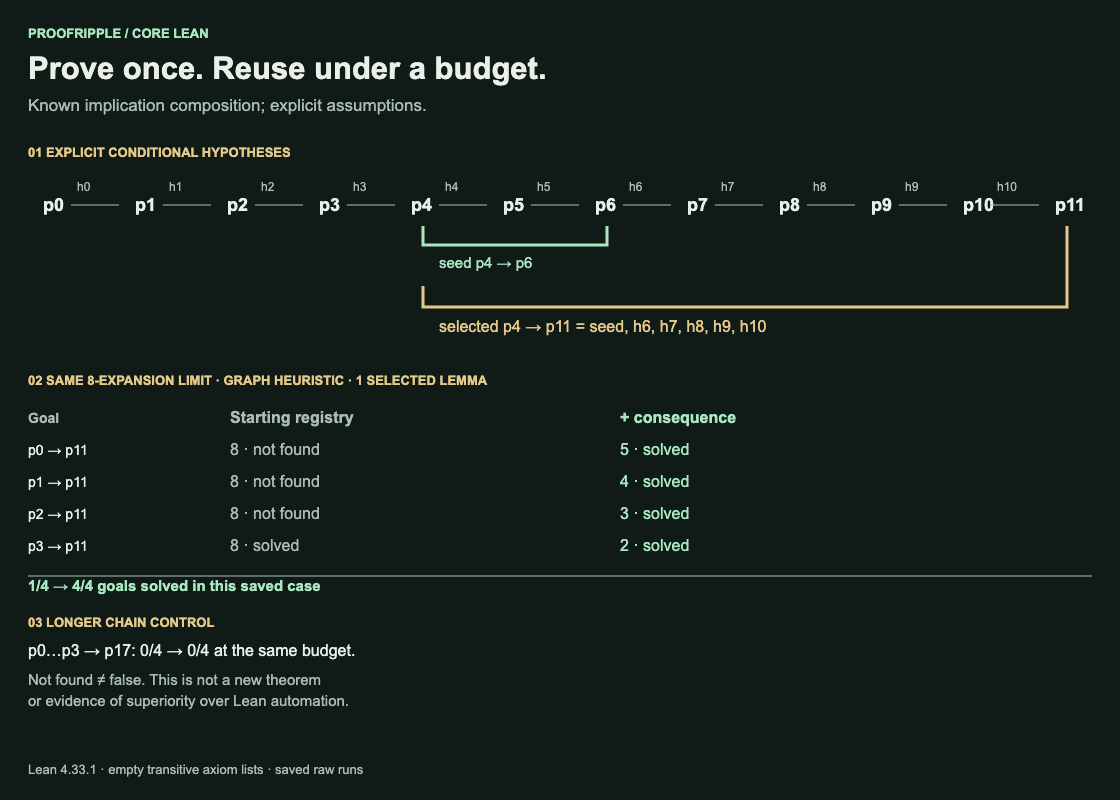 PROOFRIPPLE / CORE LEAN
Prove once. Reuse under a budget.
Known implication composition; explicit assumptions.
01 EXPLICIT CONDITIONAL HYPOTHESES
h0 h1 h2 h3 h4 h5 h6 h7 h8 h9 h10
p0 p1 p2 p3 p4 p5 p6 p7 p8 p9 p10 p11
seed p4 → p6
selected p4 → p11 = seed, h6, h7, h8, h9, h10
02 SAME 8-EXPANSION LIMIT · GRAPH HEURISTIC · 1 SELECTED LEMMA
Goal Starting registry + consequence
p0 → p11 8 · not found 5 · solved
p1 → p11 8 · not found 4 · solved
p2 → p11 8 · not found 3 · solved
p3 → p11 8 · solved 2 · solved
1/4 → 4/4 goals solved in this saved case
03 LONGER CHAIN CONTROL
p0…p3 → p17: 0/4 → 0/4 at the same budget.
Not found ≠ false. This is not a new theorem
or evidence of superiority over Lean automation.
Lean 4.33.1 · empty transitive axiom lists · saved raw runs